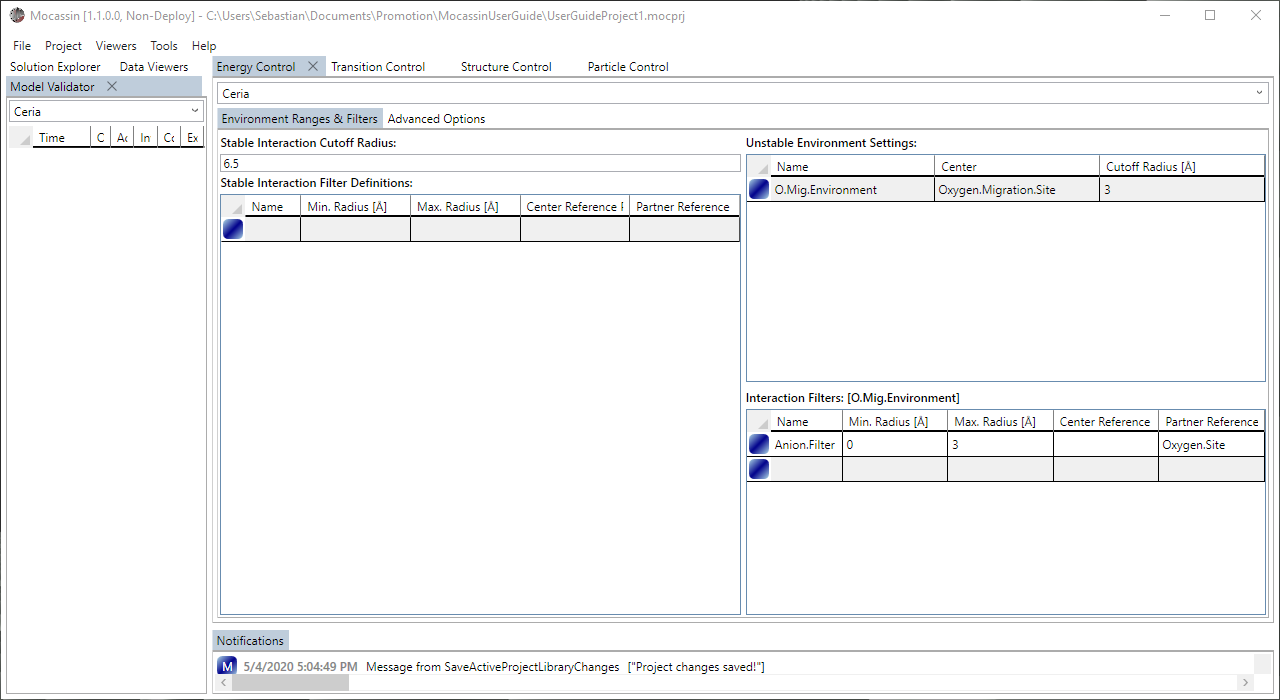 Mocassin [1.1.0.0, Non-Deploy] - C:\Users\Sebastian\Documents\Promotion\MocassinUserGuide\UserGuideProject1.mocprj
File Project Viewers Tools Help
Solution Explorer Data Viewers
Energy Control Transition Control Structure Control Particle Control
Model Validator
Ceria
Time C Ac In Cc Ex
Ceria
Environment Ranges & Filters Advanced Options
Stable Interaction Cutoff Radius:
6.5
Stable Interaction Filter Definitions:
Name Min. Radius [Å] Max. Radius [Å] Center Reference Partner Reference
Unstable Environment Settings:
Name Center Cutoff Radius [Å]
O.Mig.Environment Oxygen.Migration.Site 3
Interaction Filters: [O.Mig.Environment]
Name Min. Radius [Å] Max. Radius [Å] Center Reference Partner Reference
Anion.Filter 0 3 Oxygen.Site
Notifications
M 5/4/2020 5:04:49 PM Message from SaveActiveProjectLibraryChanges ["Project changes saved!"]